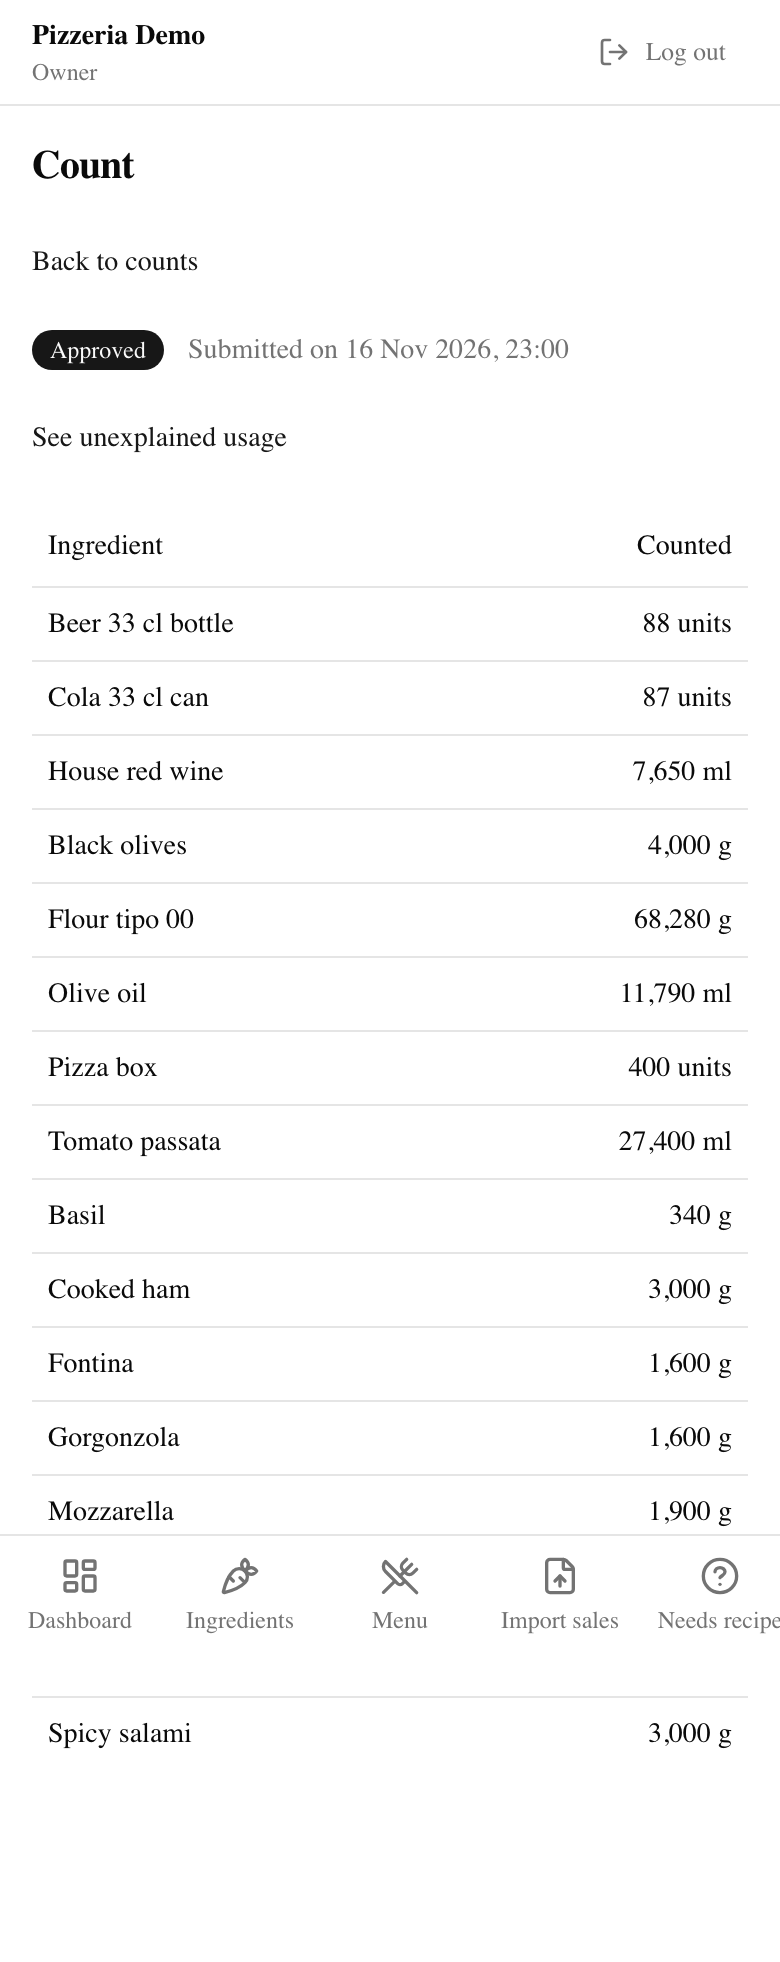 Pizzeria Demo
Owner
Log out
Count
Back to counts
Approved Submitted on 16 Nov 2026, 23:00
See unexplained usage
Ingredient Counted
Beer 33 cl bottle 88 units
Cola 33 cl can 87 units
House red wine 7,650 ml
Black olives 4,000 g
Flour tipo 00 68,280 g
Olive oil 11,790 ml
Pizza box 400 units
Tomato passata 27,400 ml
Basil 340 g
Cooked ham 3,000 g
Fontina 1,600 g
Gorgonzola 1,600 g
Mozzarella 1,900 g
Dashboard Ingredients Menu Import sales Needs recipe
Spicy salami 3,000 g